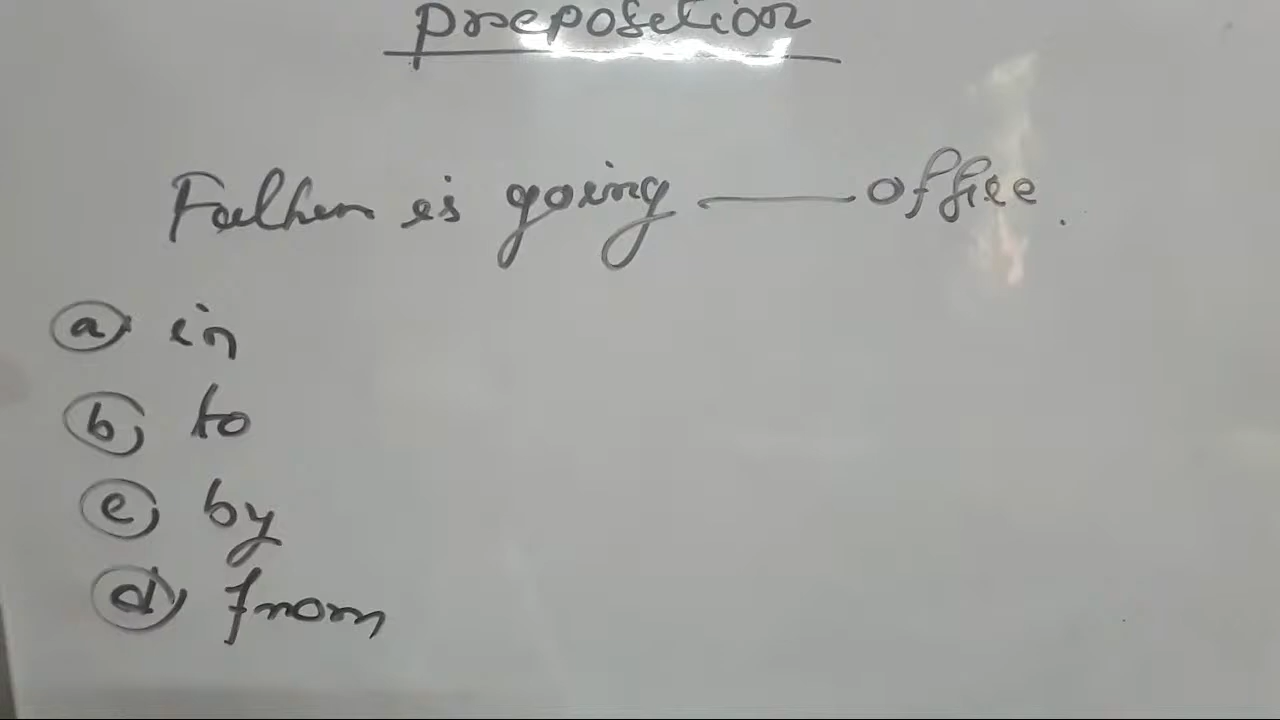 preposition
Father is going ___ office.
(a) in
(b) to
(c) by
(d) from